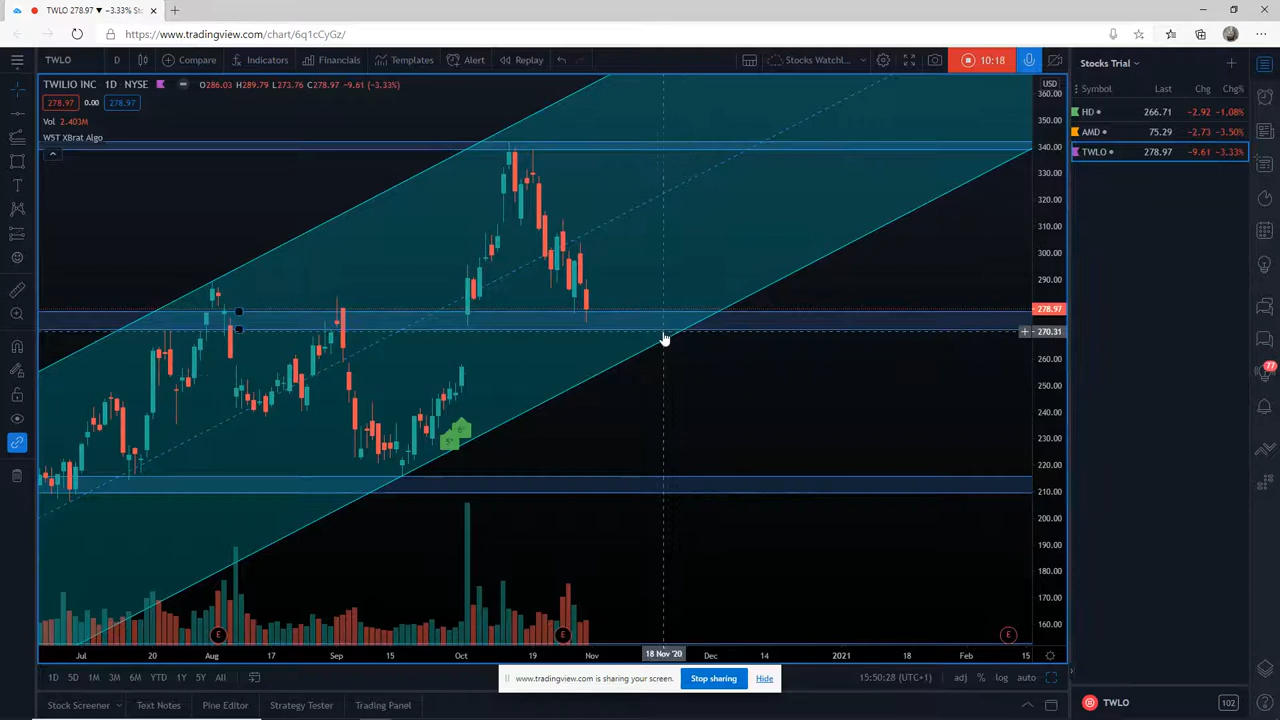 TWLO 278.97 ▼ −3.33% St
https://www.tradingview.com/chart/6q1cCyGz/
TWLO D Compare Indicators Financials Templates Alert Replay Stocks Watchl... 10:18
Stocks Trial
TWILIO INC 1D NYSE O286.03 H289.79 L273.76 C278.97 −9.61 (−3.33%)
278.97 0.00 278.97
Vol 2.403M
WST XBrat Algo
USD
360.00
350.00
340.00
330.00
320.00
310.00
300.00
290.00
278.97
270.31
260.00
250.00
240.00
230.00
220.00
210.00
200.00
190.00
180.00
170.00
160.00
Symbol Last Chg Chg%
HD 266.71 −2.92 −1.08%
AMD 75.29 −2.73 −3.50%
TWLO 278.97 −9.61 −3.33%
77
E E E
Jul 20 Aug 17 Sep 15 Oct 19 Nov 18 Nov '20 Dec 14 2021 18 Feb 15
1D 5D 1M 3M 6M YTD 1Y 5Y All
www.tradingview.com is sharing your screen. Stop sharing Hide
15:50:28 (UTC+1) adj % log auto
Stock Screener Text Notes Pine Editor Strategy Tester Trading Panel
TWLO 102